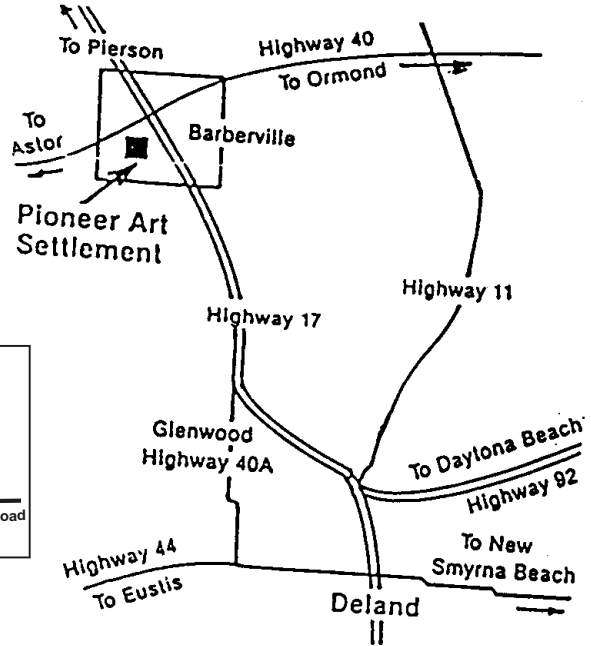 To Pierson
Highway 40
To Ormond
To
Astor
Barberville
Pioneer Art
Settlement
Highway 11
Highway 17
Glenwood
Highway 40A
To Daytona Beach
Highway 92
oad
Highway 44
To Eustis
To New
Smyrna Beach
Deland